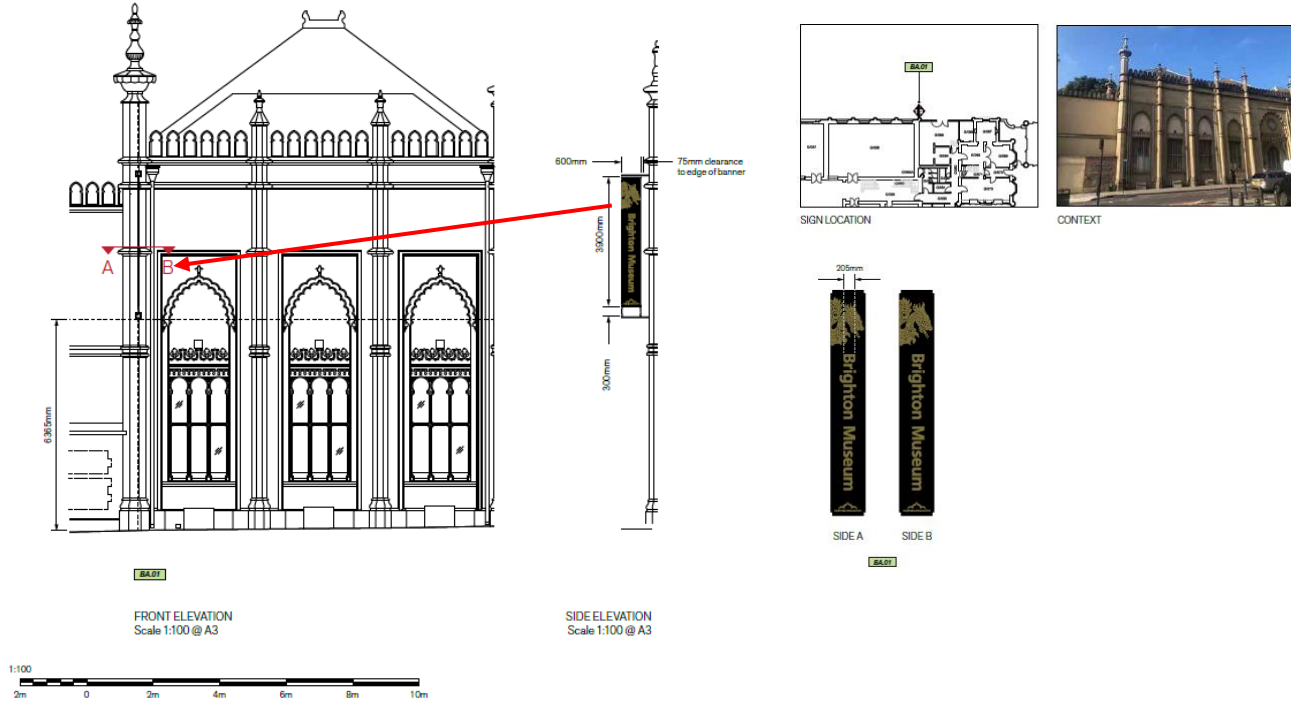 BA.01
600mm
75mm clearance
to edge of banner
3900mm
Brighton Museum
300mm
A
B
6365mm
SIGN LOCATION
CONTEXT
205mm
Brighton Museum
Brighton Museum
SIDE A
SIDE B
BA.01
BA.01
FRONT ELEVATION
Scale 1:100 @ A3
SIDE ELEVATION
Scale 1:100 @ A3
1:100
2m
0
2m
4m
6m
8m
10m